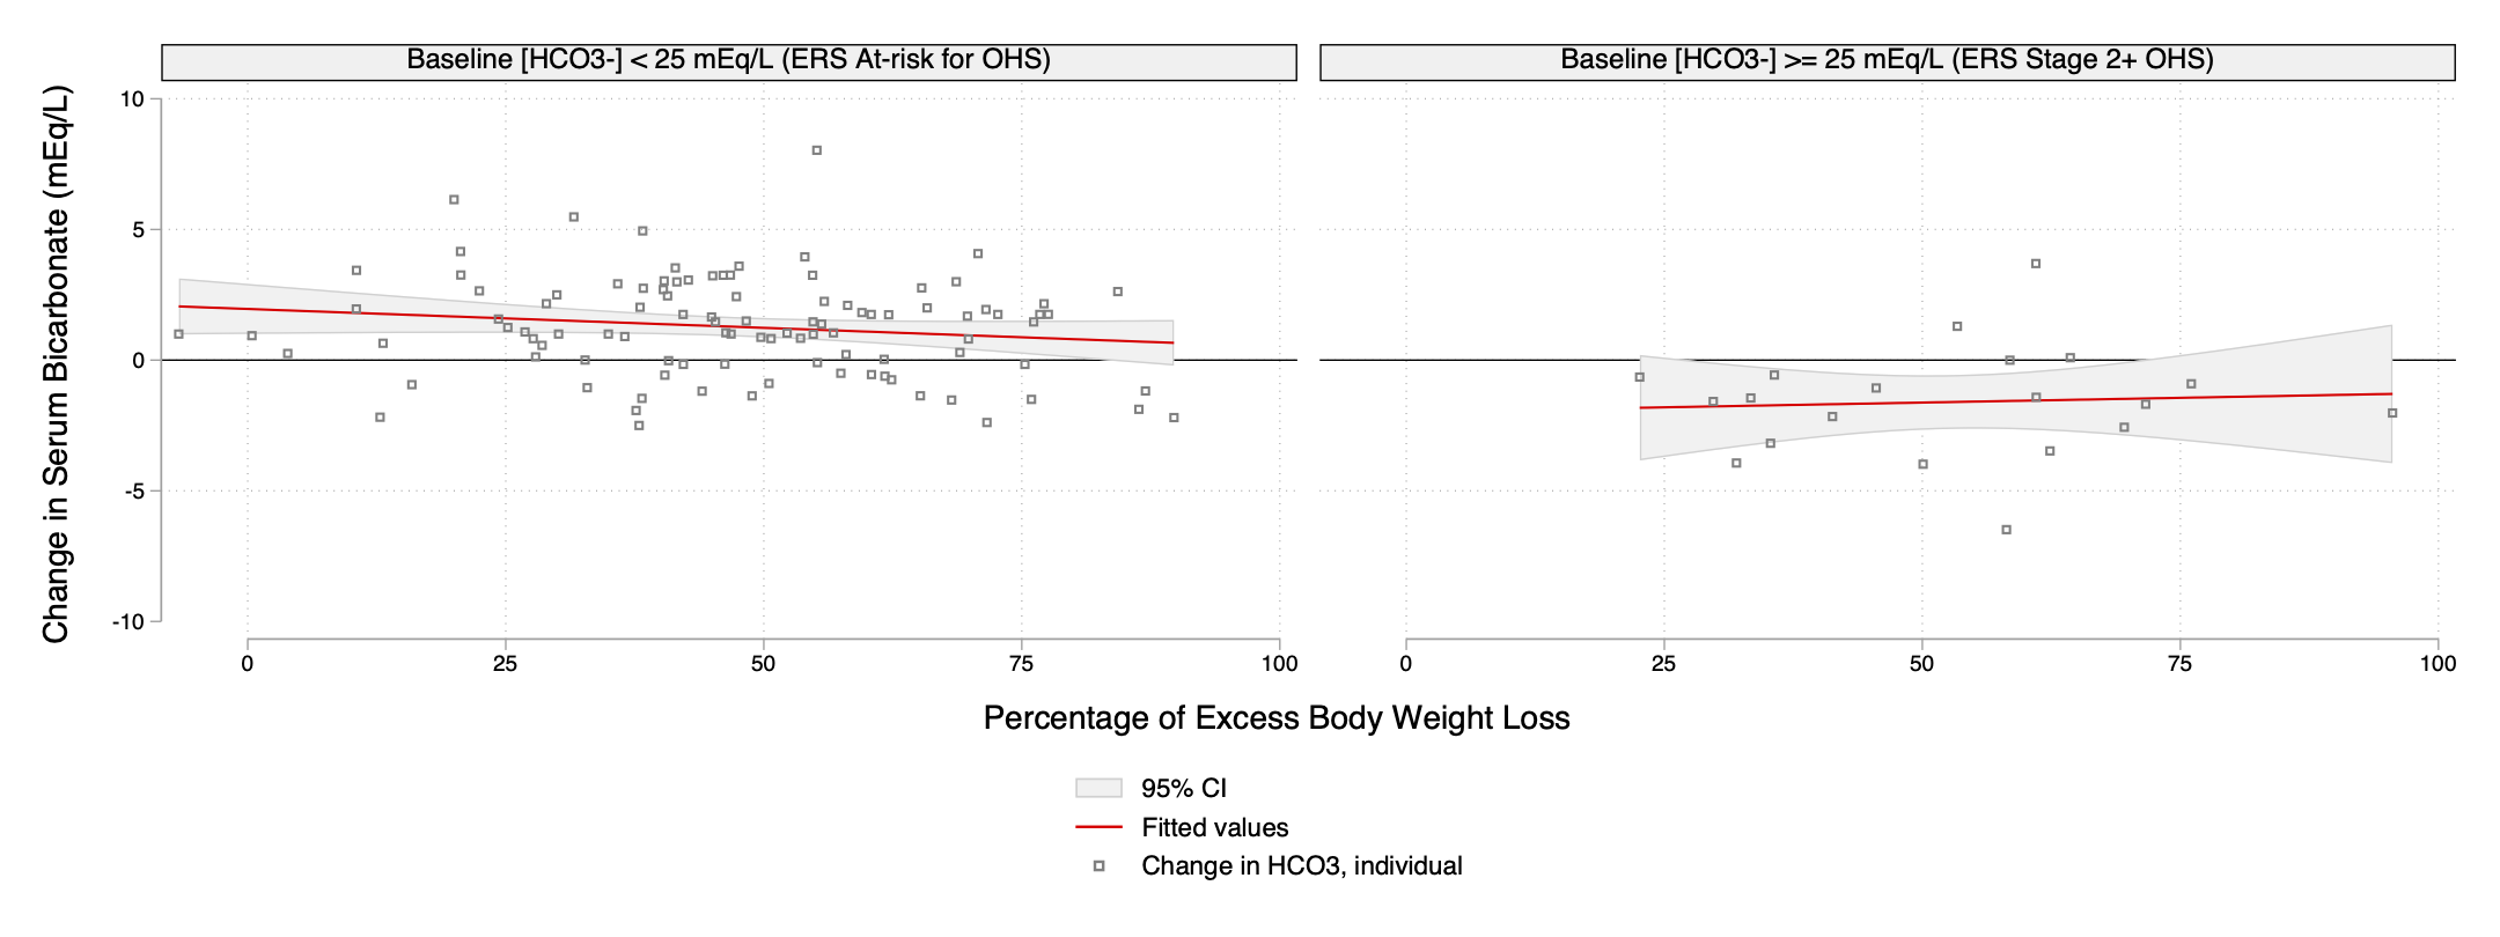 Baseline [HCO3-] < 25 mEq/L (ERS At-risk for OHS)
Baseline [HCO3-] >= 25 mEq/L (ERS Stage 2+ OHS)
Change in Serum Bicarbonate (mEq/L)
10
5
0
-5
-10
0 25 50 75 100
0 25 50 75 100
Percentage of Excess Body Weight Loss
95% CI
Fitted values
Change in HCO3, individual